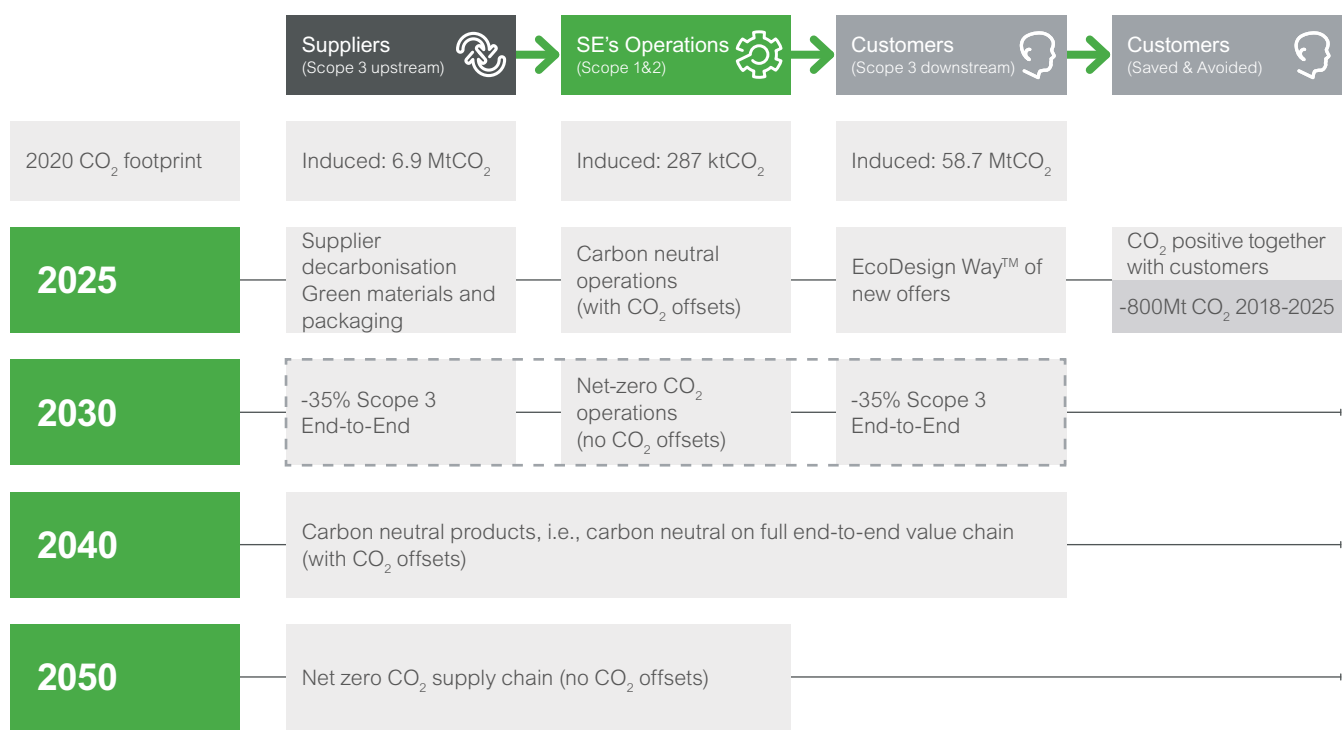 Suppliers
(Scope 3 upstream)
SE's Operations
(Scope 1&2)
Customers
(Scope 3 downstream)
Customers
(Saved & Avoided)
2020 CO₂ footprint
Induced: 6.9 MtCO₂
Induced: 287 ktCO₂
Induced: 58.7 MtCO₂
2025
Supplier
decarbonisation
Green materials and
packaging
Carbon neutral
operations
(with CO₂ offsets)
EcoDesign Way™ of
new offers
CO₂ positive together
with customers
-800Mt CO₂ 2018-2025
2030
-35% Scope 3
End-to-End
Net-zero CO₂
operations
(no CO₂ offsets)
-35% Scope 3
End-to-End
2040
Carbon neutral products, i.e., carbon neutral on full end-to-end value chain
(with CO₂ offsets)
2050
Net zero CO₂ supply chain (no CO₂ offsets)